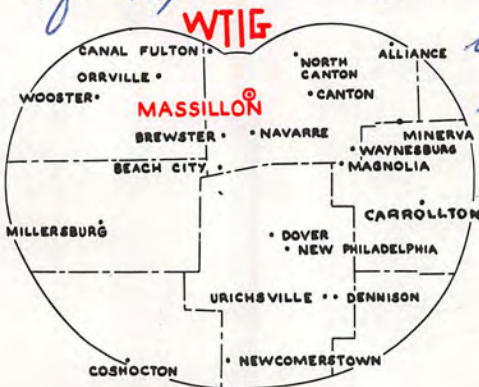 WTIG
CANAL FULTON
ALLIANCE
ORRVILLE
NORTH
CANTON
WOOSTER
CANTON
MASSILLON
BREWSTER
NAVARRE
MINERVA
WAYNESBURG
BEACH CITY
MAGNOLIA
CARROLLTON
MILLERSBURG
DOVER
NEW PHILADELPHIA
URICHSVILLE
DENNISON
COSHOCTON
NEWCOMERSTOWN